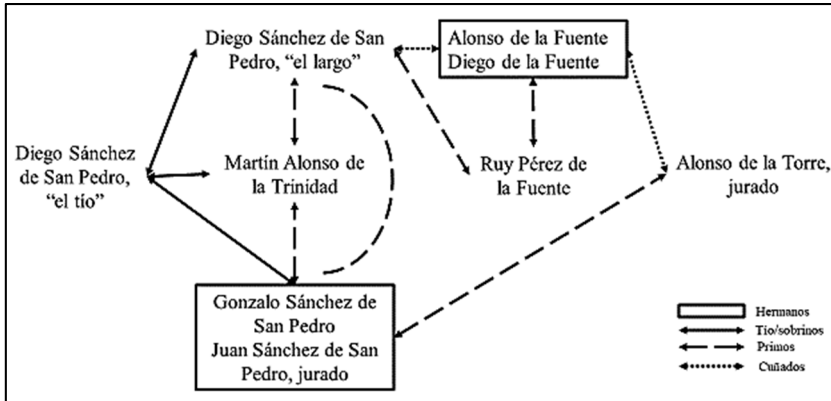 Diego Sánchez de San
Pedro, “el largo”
Alonso de la Fuente
Diego de la Fuente
Diego Sánchez
de San Pedro,
“el tío”
Martín Alonso de
la Trinidad
Ruy Pérez de
la Fuente
Alonso de la Torre,
jurado
Gonzalo Sánchez de
San Pedro
Juan Sánchez de San
Pedro, jurado
Hermanos
Tío/sobrinos
Primos
Cuñados